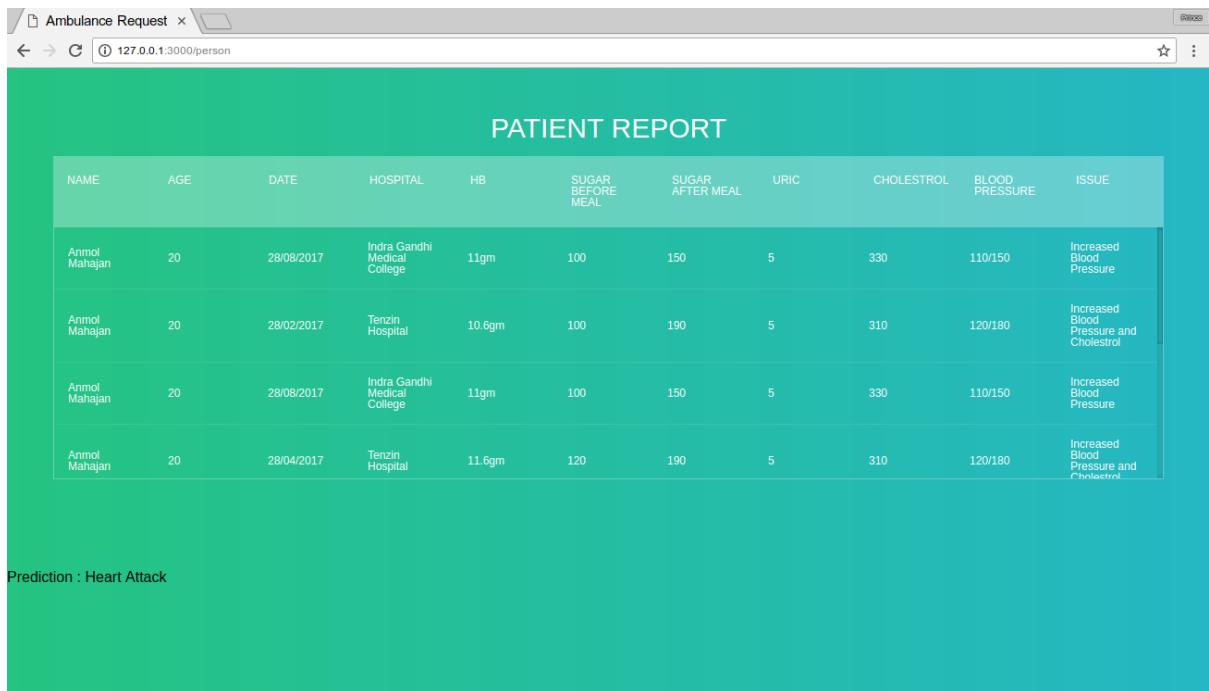 Ambulance Request
Prince
127.0.0.1:3000/person
PATIENT REPORT
NAME AGE DATE HOSPITAL HB SUGAR BEFORE MEAL SUGAR AFTER MEAL URIC CHOLESTROL BLOOD PRESSURE ISSUE
Anmol Mahajan 20 28/08/2017 Indra Gandhi Medical College 11gm 100 150 5 330 110/150 Increased Blood Pressure
Anmol Mahajan 20 28/02/2017 Tenzin Hospital 10.6gm 100 190 5 310 120/180 Increased Blood Pressure and Cholestrol
Anmol Mahajan 20 28/08/2017 Indra Gandhi Medical College 11gm 100 150 5 330 110/150 Increased Blood Pressure
Anmol Mahajan 20 28/04/2017 Tenzin Hospital 11.6gm 120 190 5 310 120/180 Increased Blood Pressure and Cholestrol
Prediction : Heart Attack